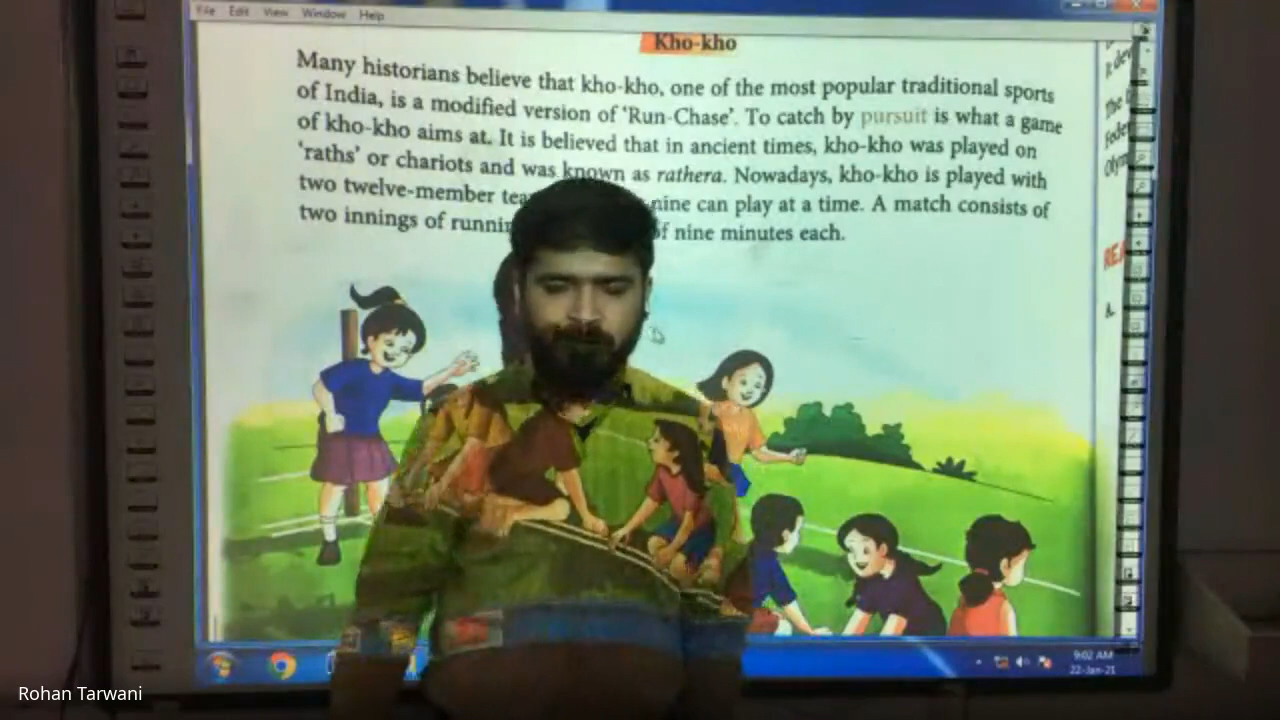 File Edit View Window Help
Kho-kho
Many historians believe that kho-kho, one of the most popular traditional sports
of India, is a modified version of 'Run-Chase'. To catch by pursuit is what a game
of kho-kho aims at. It is believed that in ancient times, kho-kho was played on
'raths' or chariots and was known as rathera. Nowadays, kho-kho is played with
two twelve-member nine can play at a time. A match consists of
two innings of of nine minutes each.
9:02 AM
22-Jan-21
Rohan Tarwani